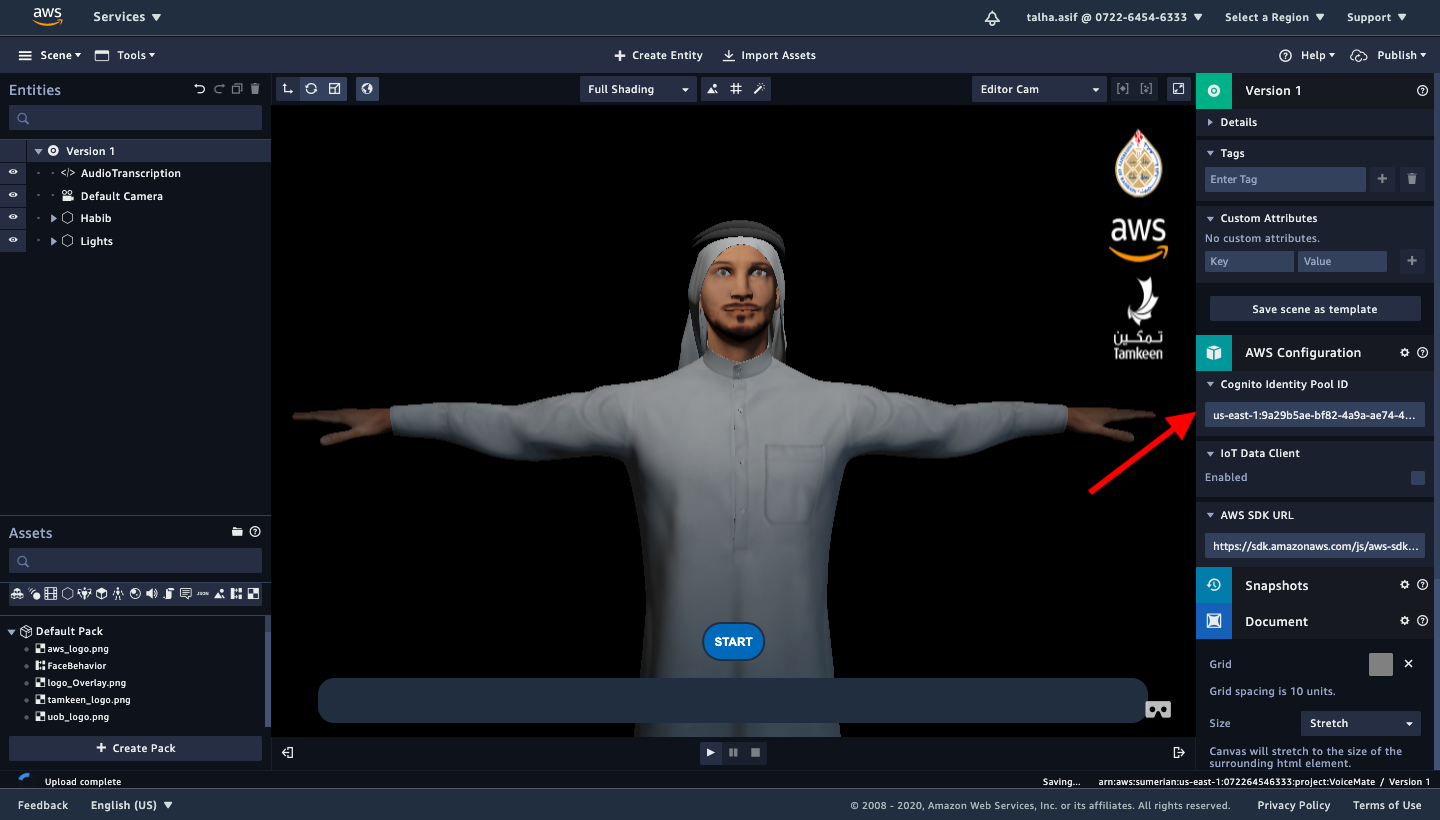 aws
Services
talha.asif @ 0722-6454-6333
Select a Region
Support
Scene
Tools
Create Entity
Import Assets
Help
Publish
Entities
Version 1
AudioTranscription
Default Camera
Habib
Lights
Assets
JSON
Default Pack
aws_logo.png
FaceBehavior
logo_Overlay.png
tamkeen_logo.png
uob_logo.png
Create Pack
Full Shading
Editor Cam
aws
تمكين
Tamkeen
START
Version 1
Details
Tags
Enter Tag
Custom Attributes
No custom attributes.
Key
Value
Save scene as template
AWS Configuration
Cognito Identity Pool ID
us-east-1:9a29b5ae-bf82-4a9a-ae74-4...
IoT Data Client
Enabled
AWS SDK URL
https://sdk.amazonaws.com/js/aws-sdk...
Snapshots
Document
Grid
Grid spacing is 10 units.
Size
Stretch
Canvas will stretch to the size of the
surrounding html element.
Upload complete
Saving...
arn:aws:sumerian:us-east-1:072264546333:project:VoiceMate / Version 1
Feedback
English (US)
© 2008 - 2020, Amazon Web Services, Inc. or its affiliates. All rights reserved.
Privacy Policy
Terms of Use